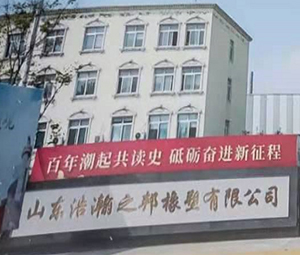 百年潮起共读史 砥砺奋进新征程
山东浩瀚之邦橡塑有限公司